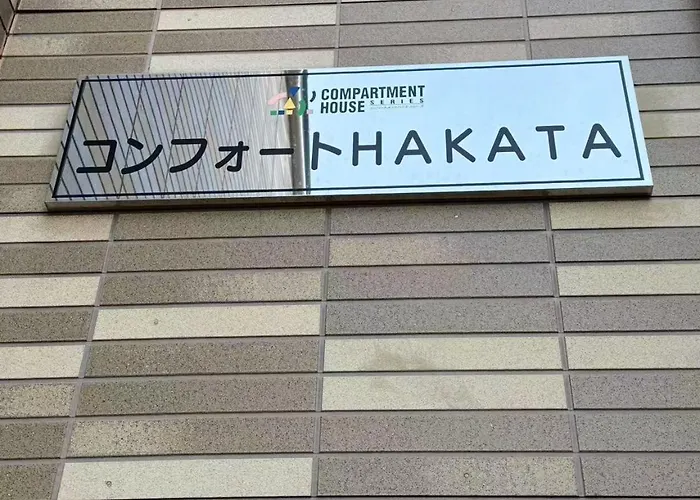 COMPARTMENT
HOUSE SERIES
コンフォートHAKATA